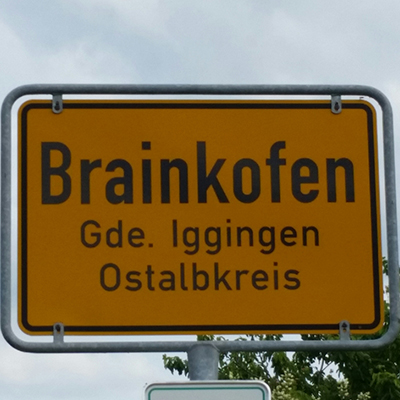 Brainkofen
Gde. Iggingen
Ostalbkreis